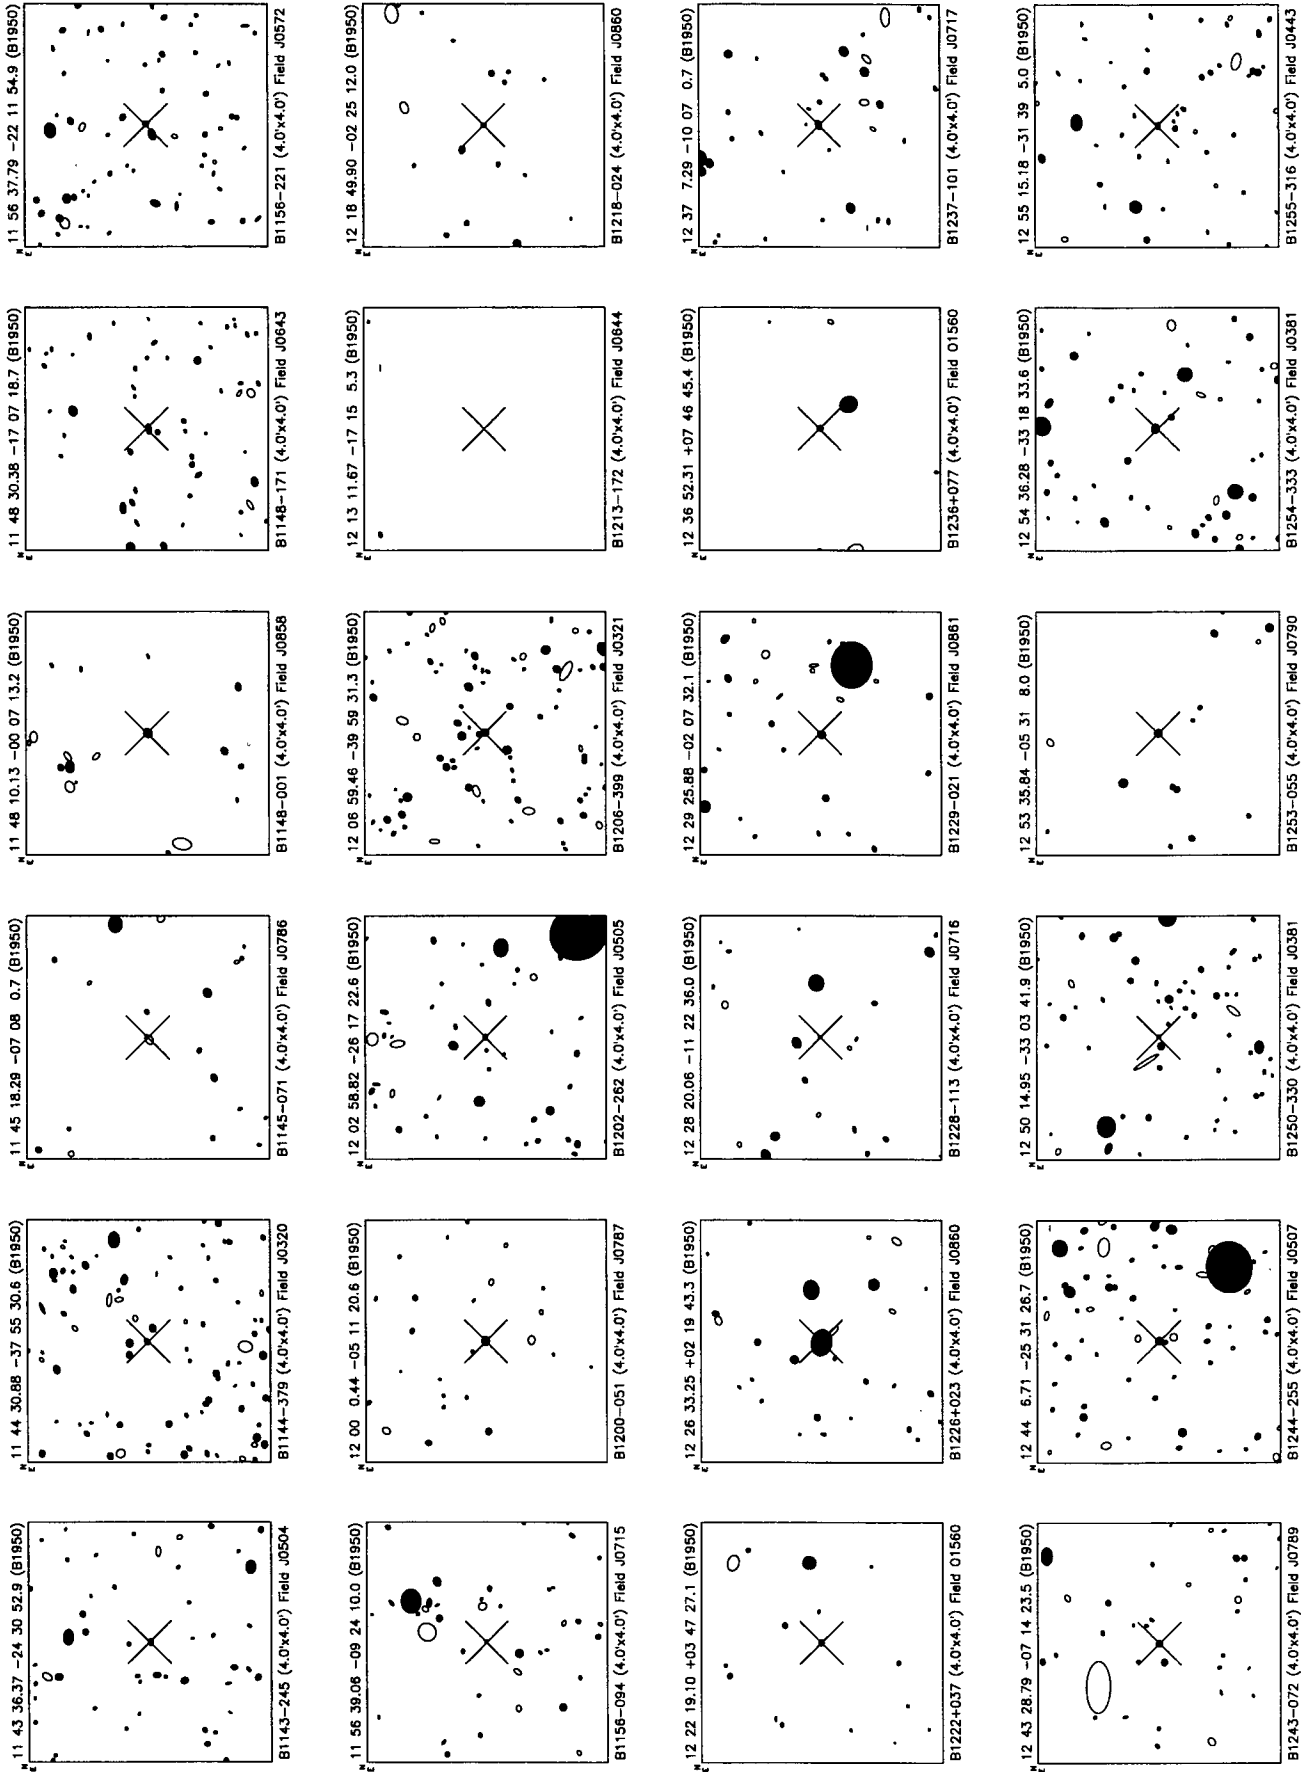 11 43 36.37 -24 30 52.9 (B1950)
N
E
B1143-245 (4.0'x4.0') Field J0504
11 44 30.88 -37 55 30.6 (B1950)
N
E
B1144-379 (4.0'x4.0') Field J0320
11 45 18.29 -07 08 0.7 (B1950)
N
E
B1145-071 (4.0'x4.0') Field J0786
11 48 10.13 -00 07 13.2 (B1950)
N
E
B1148-001 (4.0'x4.0') Field J0858
11 48 30.38 -17 07 18.7 (B1950)
N
E
B1148-171 (4.0'x4.0') Field J0643
11 56 37.79 -22 11 54.9 (B1950)
N
E
B1156-221 (4.0'x4.0') Field J0572
11 56 39.06 -09 24 10.0 (B1950)
N
E
B1156-094 (4.0'x4.0') Field J0715
12 00 0.44 -05 11 20.6 (B1950)
N
E
B1200-051 (4.0'x4.0') Field J0787
12 02 58.82 -26 17 22.6 (B1950)
N
E
B1202-262 (4.0'x4.0') Field J0505
12 06 59.46 -39 59 31.3 (B1950)
N
E
B1206-399 (4.0'x4.0') Field J0321
12 13 11.67 -17 15 5.3 (B1950)
N
E
B1213-172 (4.0'x4.0') Field J0644
12 18 49.90 -02 25 12.0 (B1950)
N
E
B1218-024 (4.0'x4.0') Field J0860
12 22 19.10 +03 47 27.1 (B1950)
N
E
B1222+037 (4.0'x4.0') Field O1560
12 26 33.25 +02 19 43.3 (B1950)
N
E
B1226+023 (4.0'x4.0') Field J0860
12 28 20.06 -11 22 36.0 (B1950)
N
E
B1228-113 (4.0'x4.0') Field J0716
12 29 25.88 -02 07 32.1 (B1950)
N
E
B1229-021 (4.0'x4.0') Field J0861
12 36 52.31 +07 46 45.4 (B1950)
N
E
B1236+077 (4.0'x4.0') Field O1560
12 37 7.29 -10 07 0.7 (B1950)
N
E
B1237-101 (4.0'x4.0') Field J0717
12 43 28.79 -07 14 23.5 (B1950)
N
E
B1243-072 (4.0'x4.0') Field J0789
12 44 6.71 -25 31 26.7 (B1950)
N
E
B1244-255 (4.0'x4.0') Field J0507
12 50 14.95 -33 03 41.9 (B1950)
N
E
B1250-330 (4.0'x4.0') Field J0381
12 53 35.84 -05 31 8.0 (B1950)
N
E
B1253-055 (4.0'x4.0') Field J0790
12 54 36.28 -33 18 33.6 (B1950)
N
E
B1254-333 (4.0'x4.0') Field J0381
12 55 15.18 -31 39 5.0 (B1950)
N
E
B1255-316 (4.0'x4.0') Field J0443